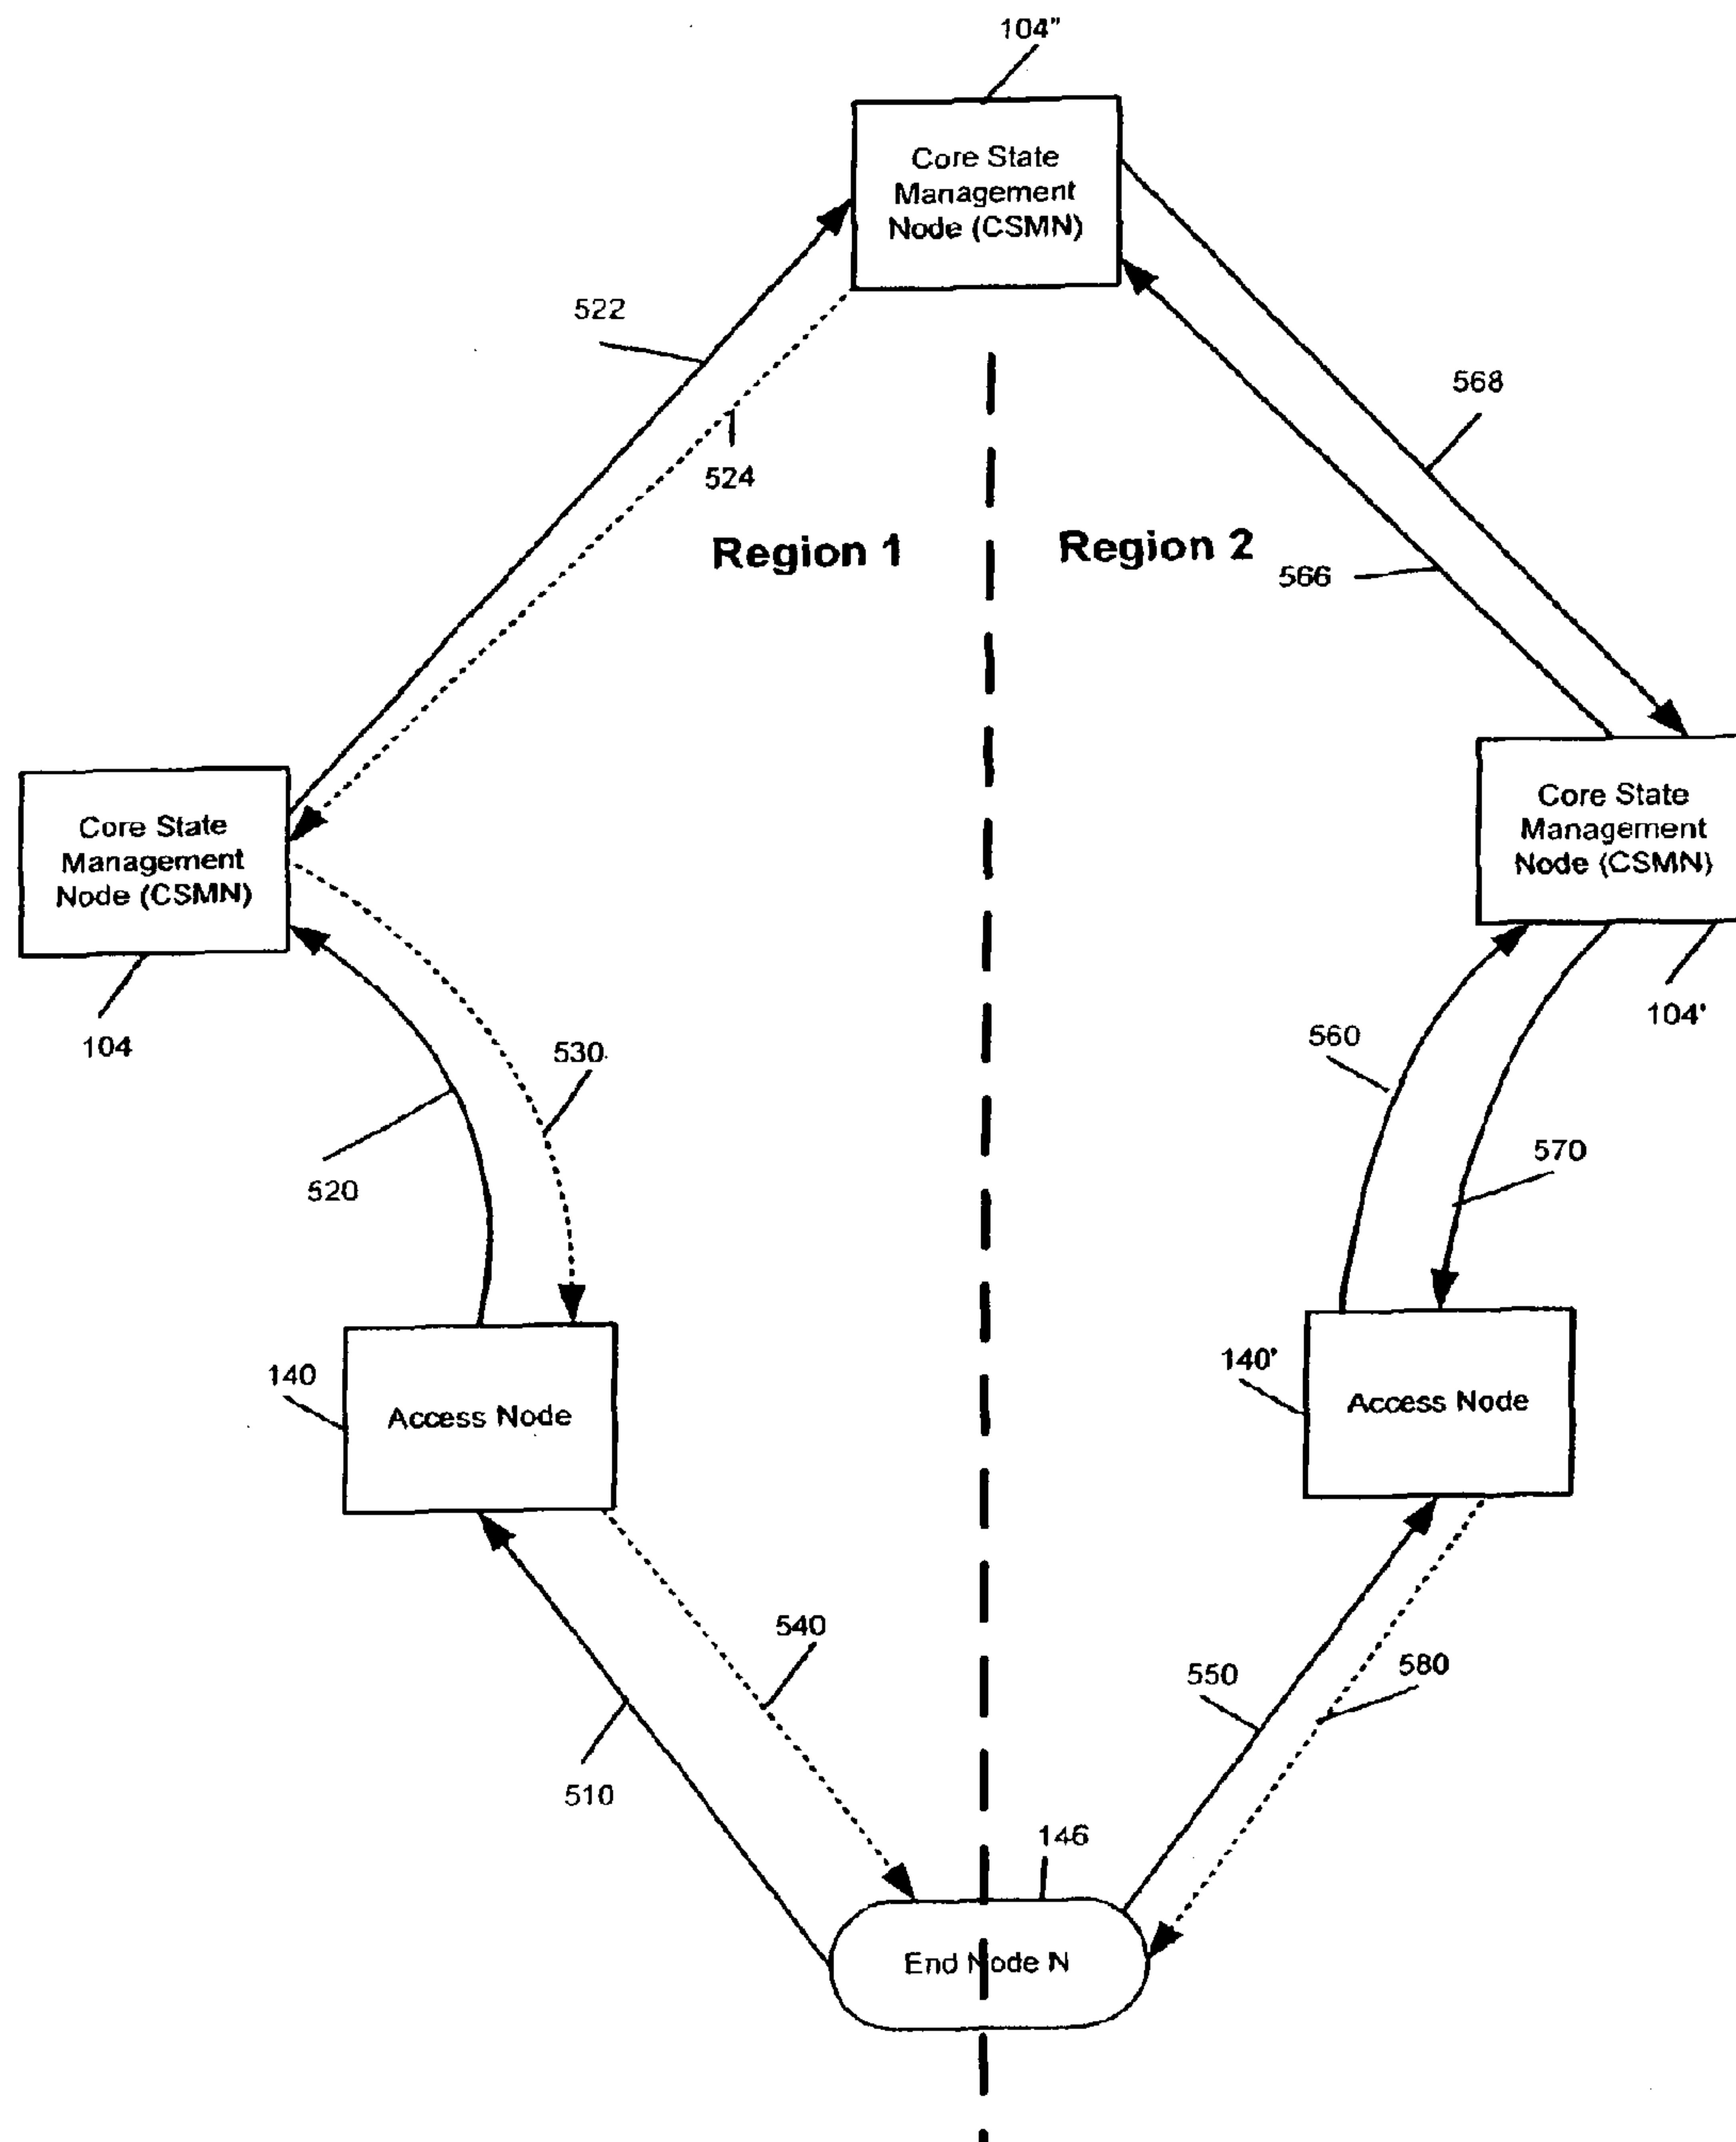 104"
Core State
Management
Node (CSMN)
522
568
524
Region 1
Region 2
566
Core State
Management
Node (CSMN)
Core State
Management
Node (CSMN)
104
104'
530
560
520
570
140
140'
Access Node
Access Node
540
550
580
510
146
End Node N